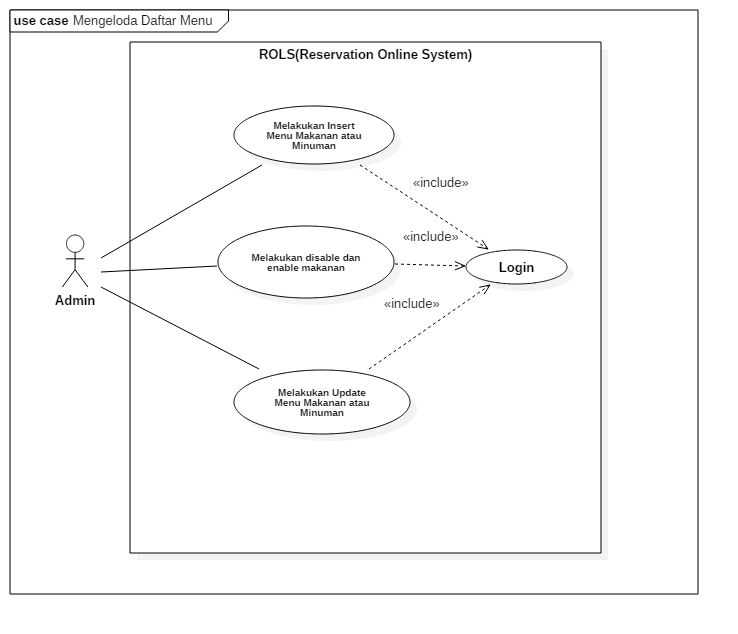 use case Mengeloda Daftar Menu
ROLS(Reservation Online System)
Melakukan Insert
Menu Makanan atau
Minuman
«include»
«include»
Melakukan disable dan
enable makanan
Login
Admin
«include»
Melakukan Update
Menu Makanan atau
Minuman